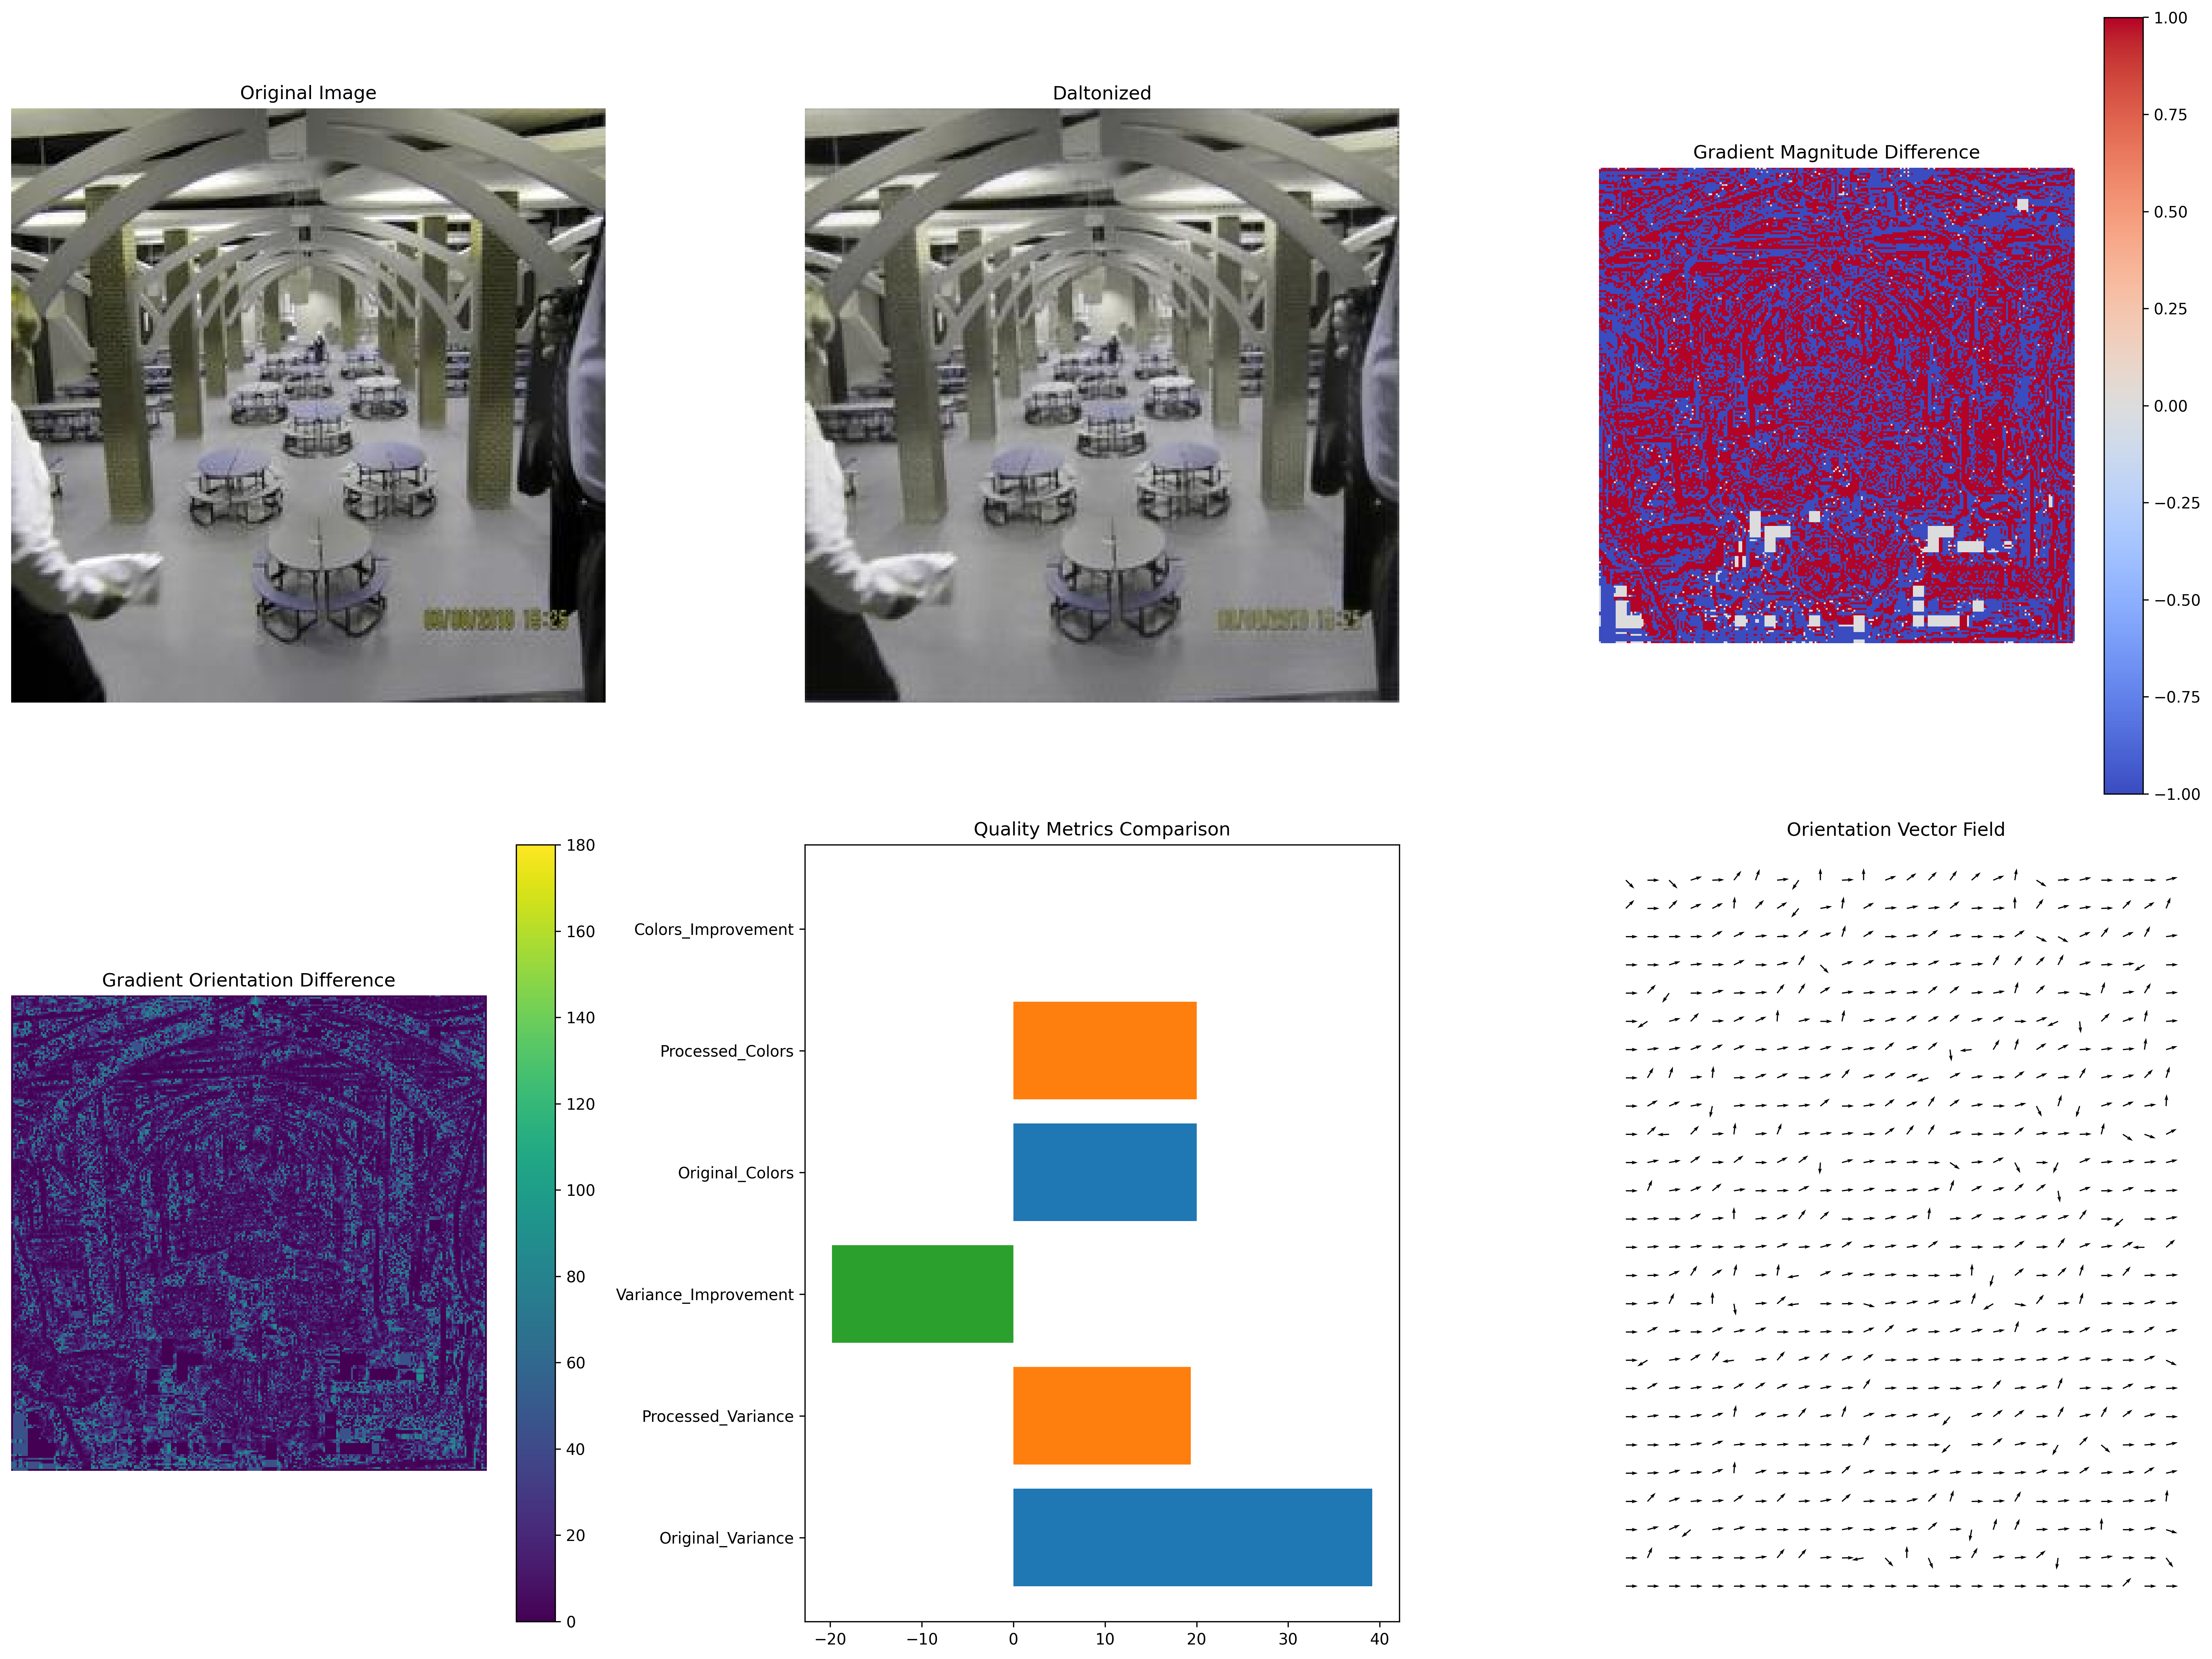 Original Image
Daltonized
Gradient Magnitude Difference
1.00
0.75
0.50
0.25
0.00
−0.25
−0.50
−0.75
−1.00
Gradient Orientation Difference
180
160
140
120
100
80
60
40
20
0
Quality Metrics Comparison
Colors_Improvement
Processed_Colors
Original_Colors
Variance_Improvement
Processed_Variance
Original_Variance
−20
−10
0
10
20
30
40
Orientation Vector Field